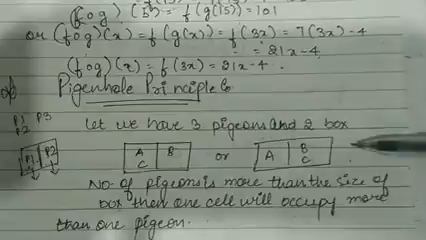 (fog)(15) = f(g(15)) = 101
or (fog)(x) = f(g(x)) = f(3x) = 7(3x) - 4
= 21x - 4
(fog)(x) = f(3x) = 21x - 4.
Pigenhole Principle
P1 P3
P2
Let we have 3 pigeons and 2 box
P1 P2
A B
C
or
A B
C
No of pigeons is more than the size of
box then one cell will occupy more
than one pigeon.